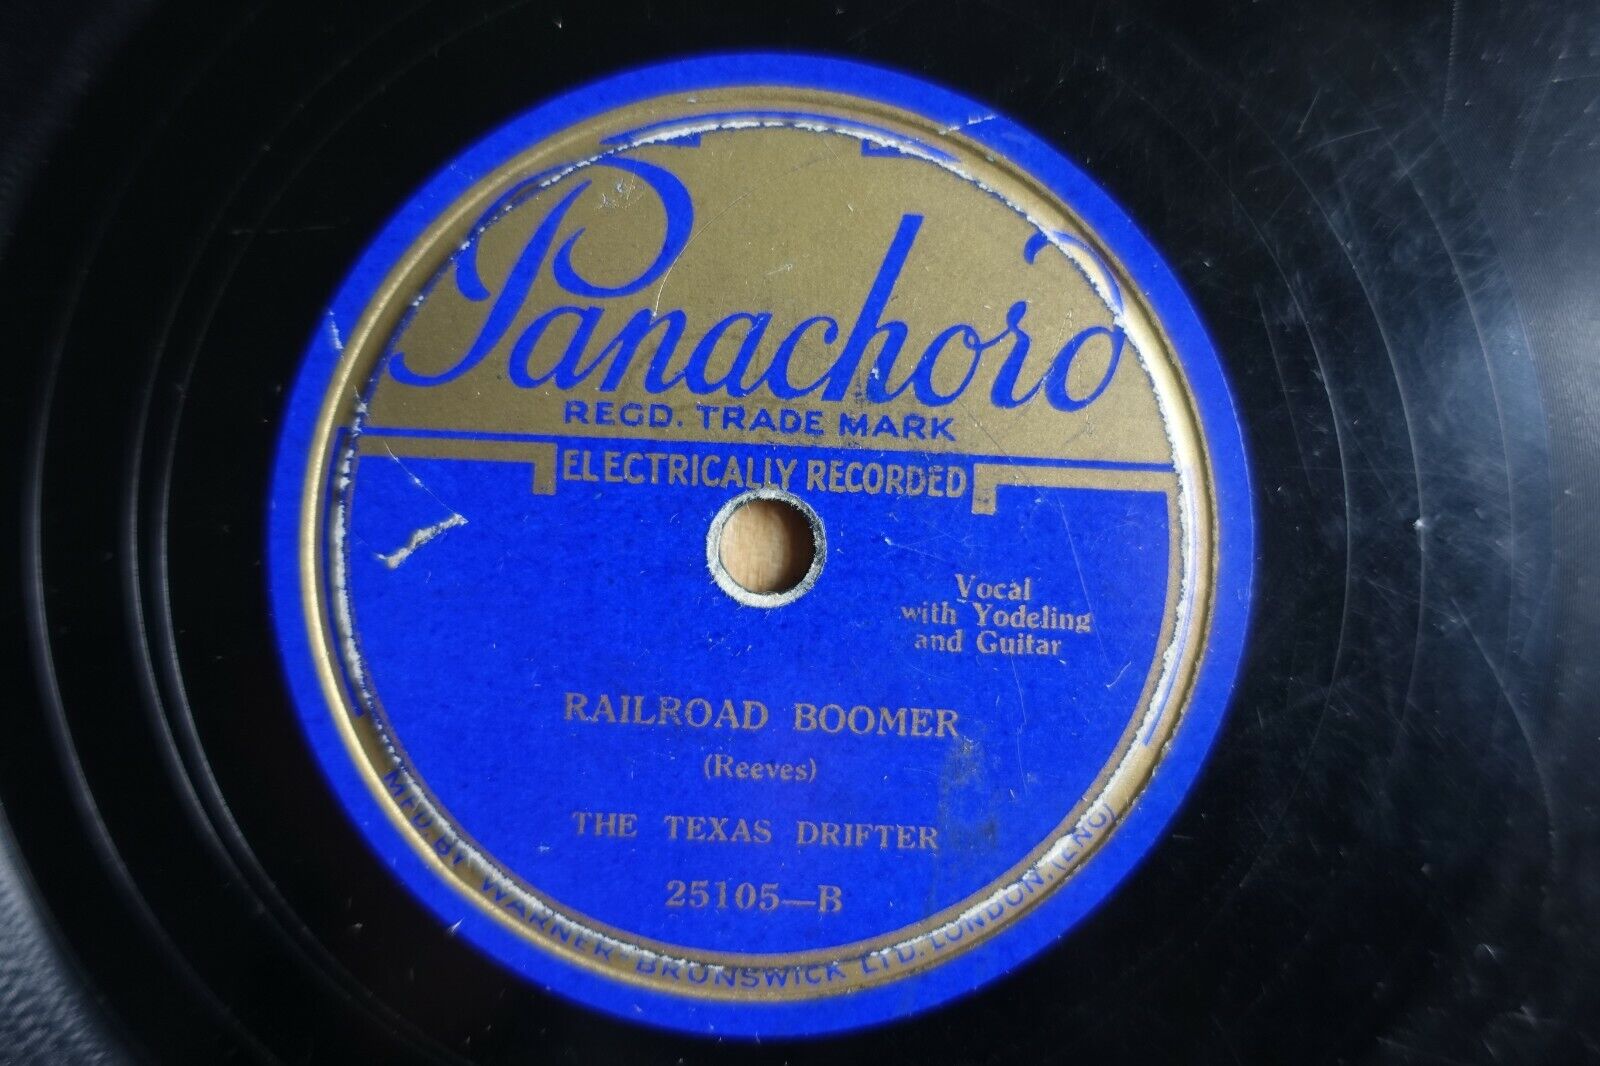 Panachord
REGD. TRADE MARK
ELECTRICALLY RECORDED
Vocal
with Yodeling
and Guitar
RAILROAD BOOMER
(Reeves)
THE TEXAS DRIFTER
25105—B
MFD. BY WARNER-BRUNSWICK LTD. LONDON, (ENG)